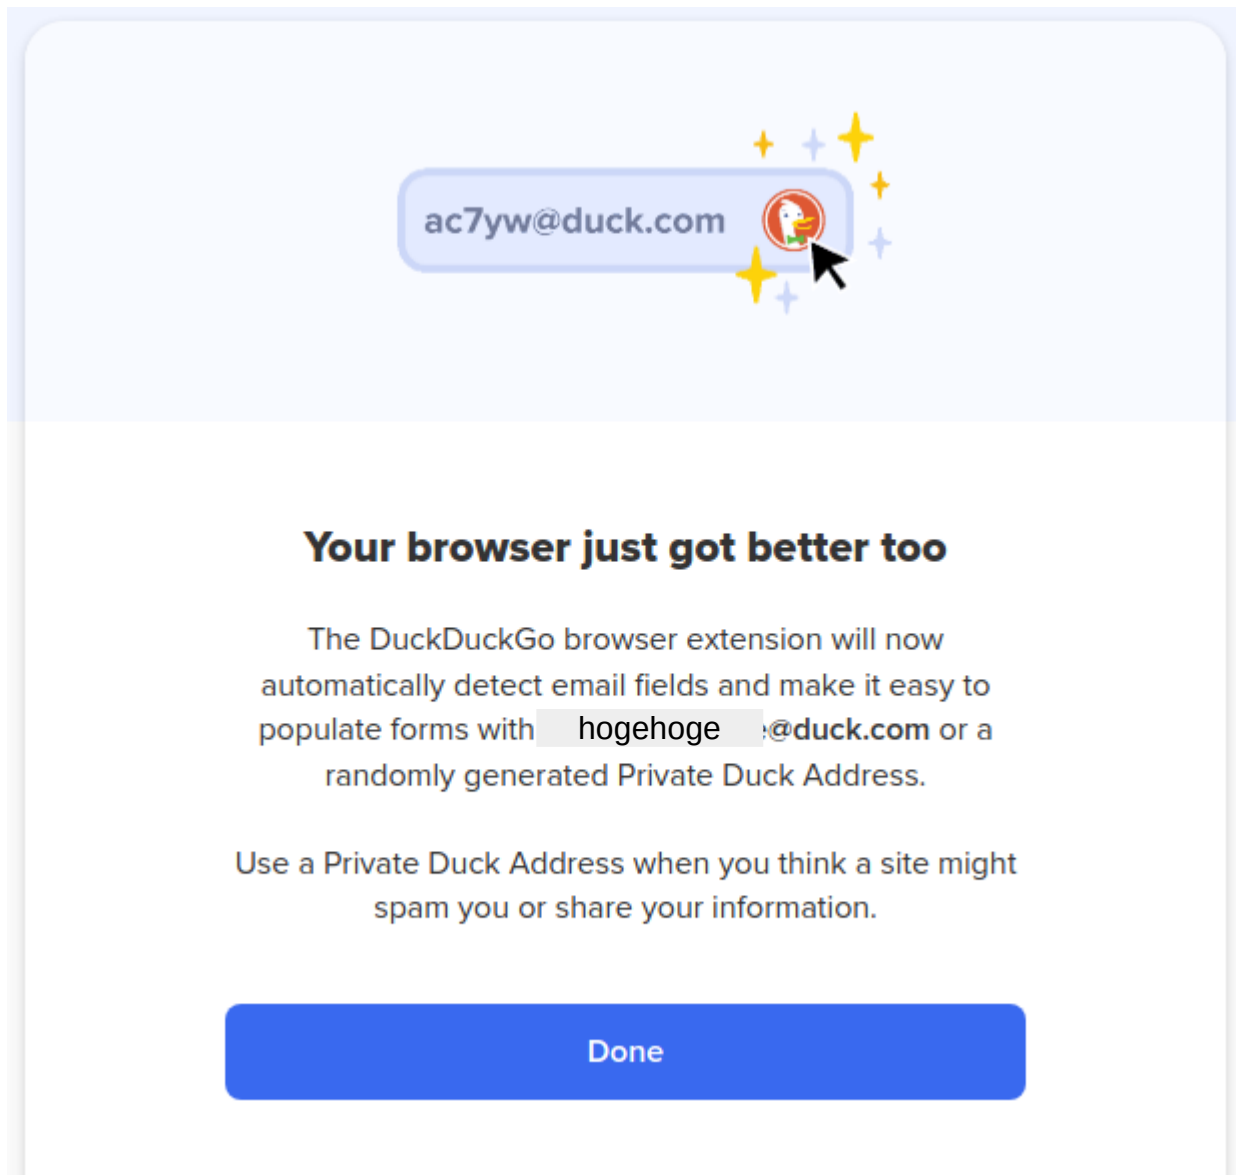 ac7yw@duck.com
Your browser just got better too
The DuckDuckGo browser extension will now
automatically detect email fields and make it easy to
populate forms with hogehoge e@duck.com or a
randomly generated Private Duck Address.
Use a Private Duck Address when you think a site might
spam you or share your information.
Done